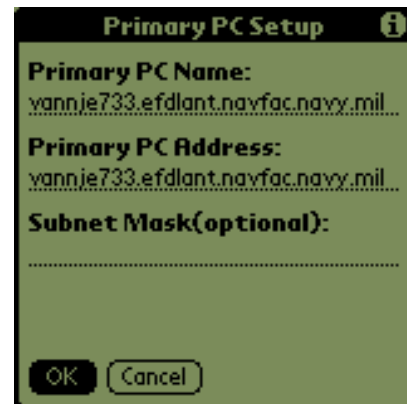 Primary PC Setup
Primary PC Name:
vannje733.efdlant.navfac.navy.mil
Primary PC Address:
vannje733.efdlant.navfac.navy.mil
Subnet Mask(optional):
OK Cancel